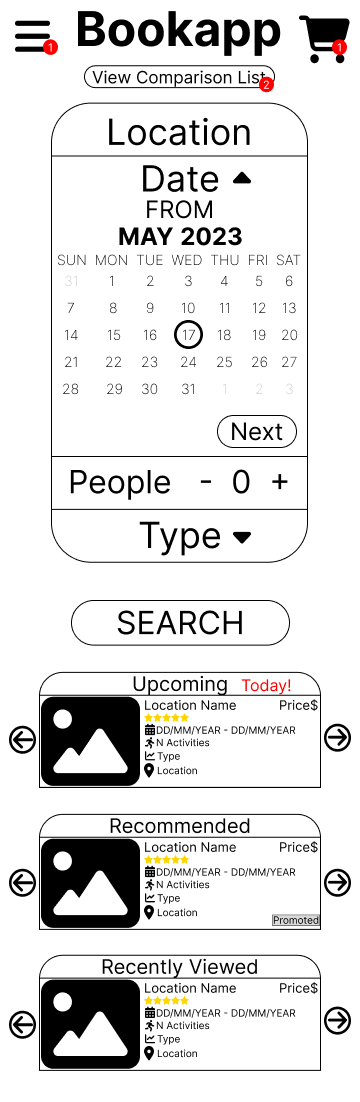 1
Bookapp
1
View Comparison List
2
Location
Date
FROM
MAY 2023
SUN MON TUE WED THU FRI SAT
31 1 2 3 4 5 6
7 8 9 10 11 12 13
14 15 16 17 18 19 20
21 22 23 24 25 26 27
28 29 30 31 1 2 3
Next
People - 0 +
Type
SEARCH
Upcoming Today!
Location Name Price$
DD/MM/YEAR - DD/MM/YEAR
N Activities
Type
Location
Recommended
Location Name Price$
DD/MM/YEAR - DD/MM/YEAR
N Activities
Type
Location
Promoted
Recently Viewed
Location Name Price$
DD/MM/YEAR - DD/MM/YEAR
N Activities
Type
Location